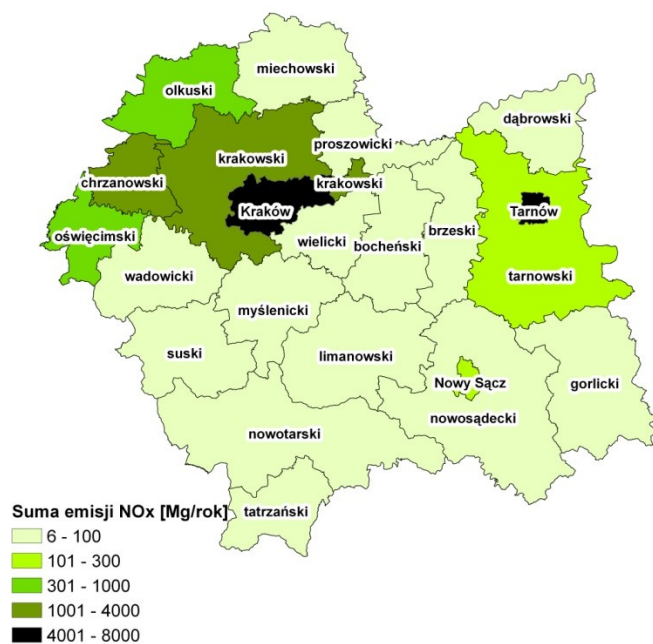 miechowski
olkuski
dąbrowski
proszowicki
krakowski
chrzanowski
krakowski
Kraków
Tarnów
oświęcimski
wielicki
bocheński
brzeski
wadowicki
tarnowski
myślenicki
suski
limanowski
Nowy Sącz
gorlicki
nowosądecki
nowotarski
tatrzański
Suma emisji NOx [Mg/rok]
6 - 100
101 - 300
301 - 1000
1001 - 4000
4001 - 8000